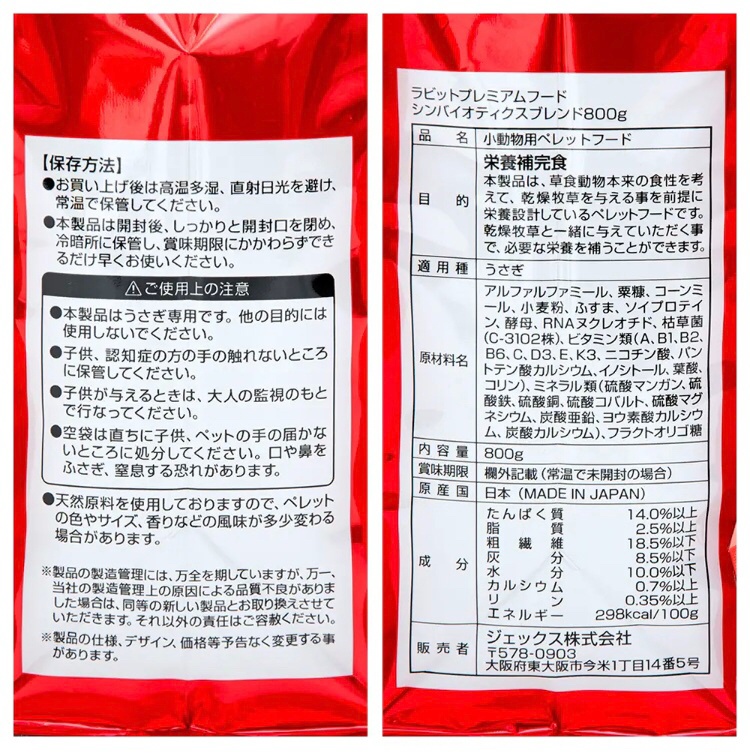 【保存方法】
●お買い上げ後は高温多湿、直射日光を避け、
常温で保管してください。
●本製品は開封後、しっかりと開封口を閉め、
冷暗所に保管し、賞味期限にかかわらずでき
るだけ早くお使いください。
⚠ご使用上の注意
●本製品はうさぎ専用です。他の目的には
使用しないでください。
●子供、認知症の方の手の触れないところ
に保管してください。
●子供が与えるときは、大人の監視のもと
で行なってください。
●空袋は直ちに子供、ペットの手の届かない
ところに処分してください。口や鼻を
ふさぎ、窒息する恐れがあります。
●天然原料を使用しておりますので、ペレット
の色やサイズ、香りなどの風味が多少変わる
場合があります。
※製品の製造管理には、万全を期していますが、万一、
当社の製造管理上の原因による品質不良がありま
した場合は、同等の新しい製品とお取り換えさせて
いただきます。それ以外の責任はご容赦ください。
※製品の仕様、デザイン、価格等予告なく変更する事
があります。
ラビットプレミアムフード
シンバイオティクスブレンド800g
品名 小動物用ペレットフード
目的 栄養補完食
本製品は、草食動物本来の食性を考
えて、乾燥牧草を与える事を前提に
栄養設計しているペレットフードです。
乾燥牧草と一緒に与えていただく事
で、必要な栄養を補うことができます。
適用種 うさぎ
原材料名 アルファルファミール、粟糠、コーンミ
ール、小麦粉、ふすま、ソイプロテイ
ン、酵母、RNAヌクレオチド、枯草菌
(C-3102株)、ビタミン類(A、B1、B2、
B6、C、D3、E、K3、ニコチン酸、パン
トテン酸カルシウム、イノシトール、葉酸、
コリン)、ミネラル類(硫酸マンガン、硫
酸鉄、硫酸銅、硫酸コバルト、硫酸マグ
ネシウム、炭酸亜鉛、ヨウ素酸カルシウ
ム、炭酸カルシウム)、フラクトオリゴ糖
内容量 800g
賞味期限 欄外記載(常温で未開封の場合)
原産国 日本(MADE IN JAPAN)
成分 たんぱく質 14.0%以上
脂質 2.5%以上
粗繊維 18.5%以下
灰分 8.5%以下
水分 10.0%以下
カルシウム 0.7%以上
リン 0.35%以上
エネルギー 298kcal/100g
販売者 ジェックス株式会社
〒578-0903
大阪府東大阪市今米1丁目14番5号